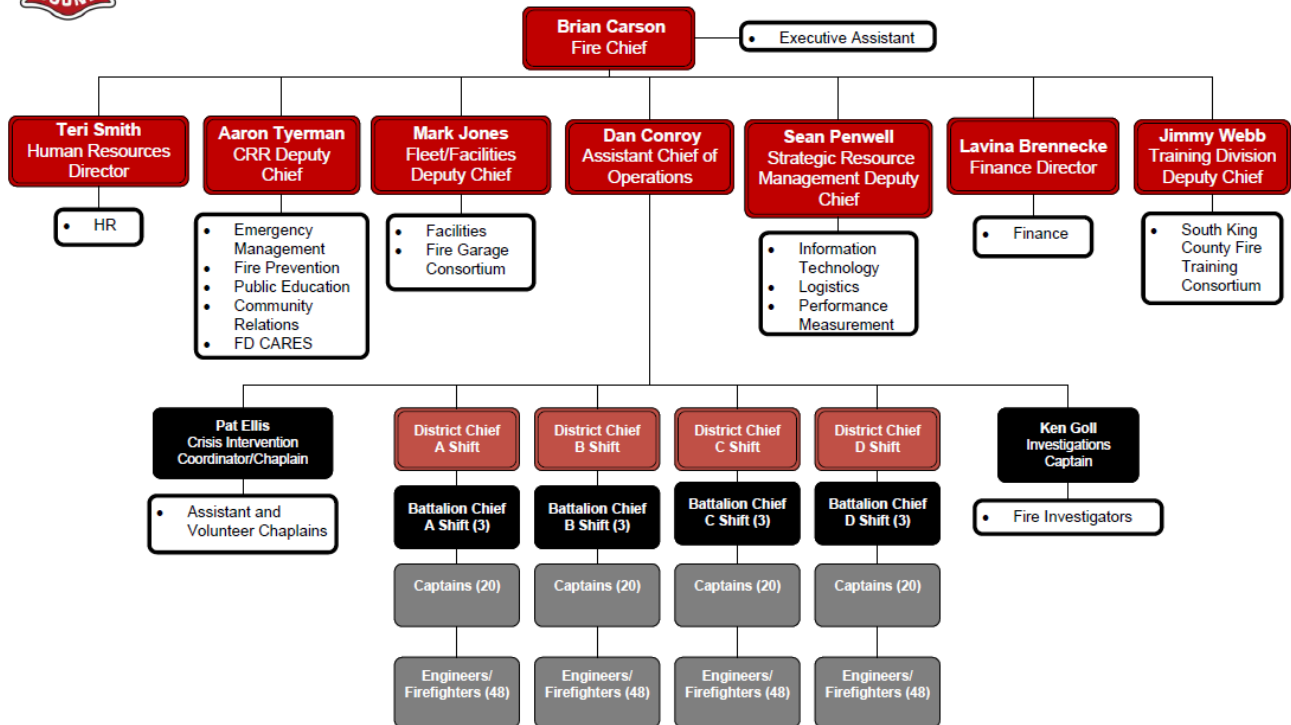 Brian Carson
Fire Chief
• Executive Assistant
Teri Smith
Human Resources
Director
• HR
Aaron Tyerman
CRR Deputy
Chief
• Emergency
Management
• Fire Prevention
• Public Education
• Community
Relations
• FD CARES
Mark Jones
Fleet/Facilities
Deputy Chief
• Facilities
• Fire Garage
Consortium
Dan Conroy
Assistant Chief of
Operations
Sean Penwell
Strategic Resource
Management Deputy
Chief
• Information
Technology
• Logistics
• Performance
Measurement
Lavina Brennecke
Finance Director
• Finance
Jimmy Webb
Training Division
Deputy Chief
• South King
County Fire
Training
Consortium
Pat Ellis
Crisis Intervention
Coordinator/Chaplain
• Assistant and
Volunteer Chaplains
District Chief
A Shift
Battalion Chief
A Shift (3)
Captains (20)
Engineers/
Firefighters (48)
District Chief
B Shift
Battalion Chief
B Shift (3)
Captains (20)
Engineers/
Firefighters (48)
District Chief
C Shift
Battalion Chief
C Shift (3)
Captains (20)
Engineers/
Firefighters (48)
District Chief
D Shift
Battalion Chief
D Shift (3)
Captains (20)
Engineers/
Firefighters (48)
Ken Goll
Investigations
Captain
• Fire Investigators